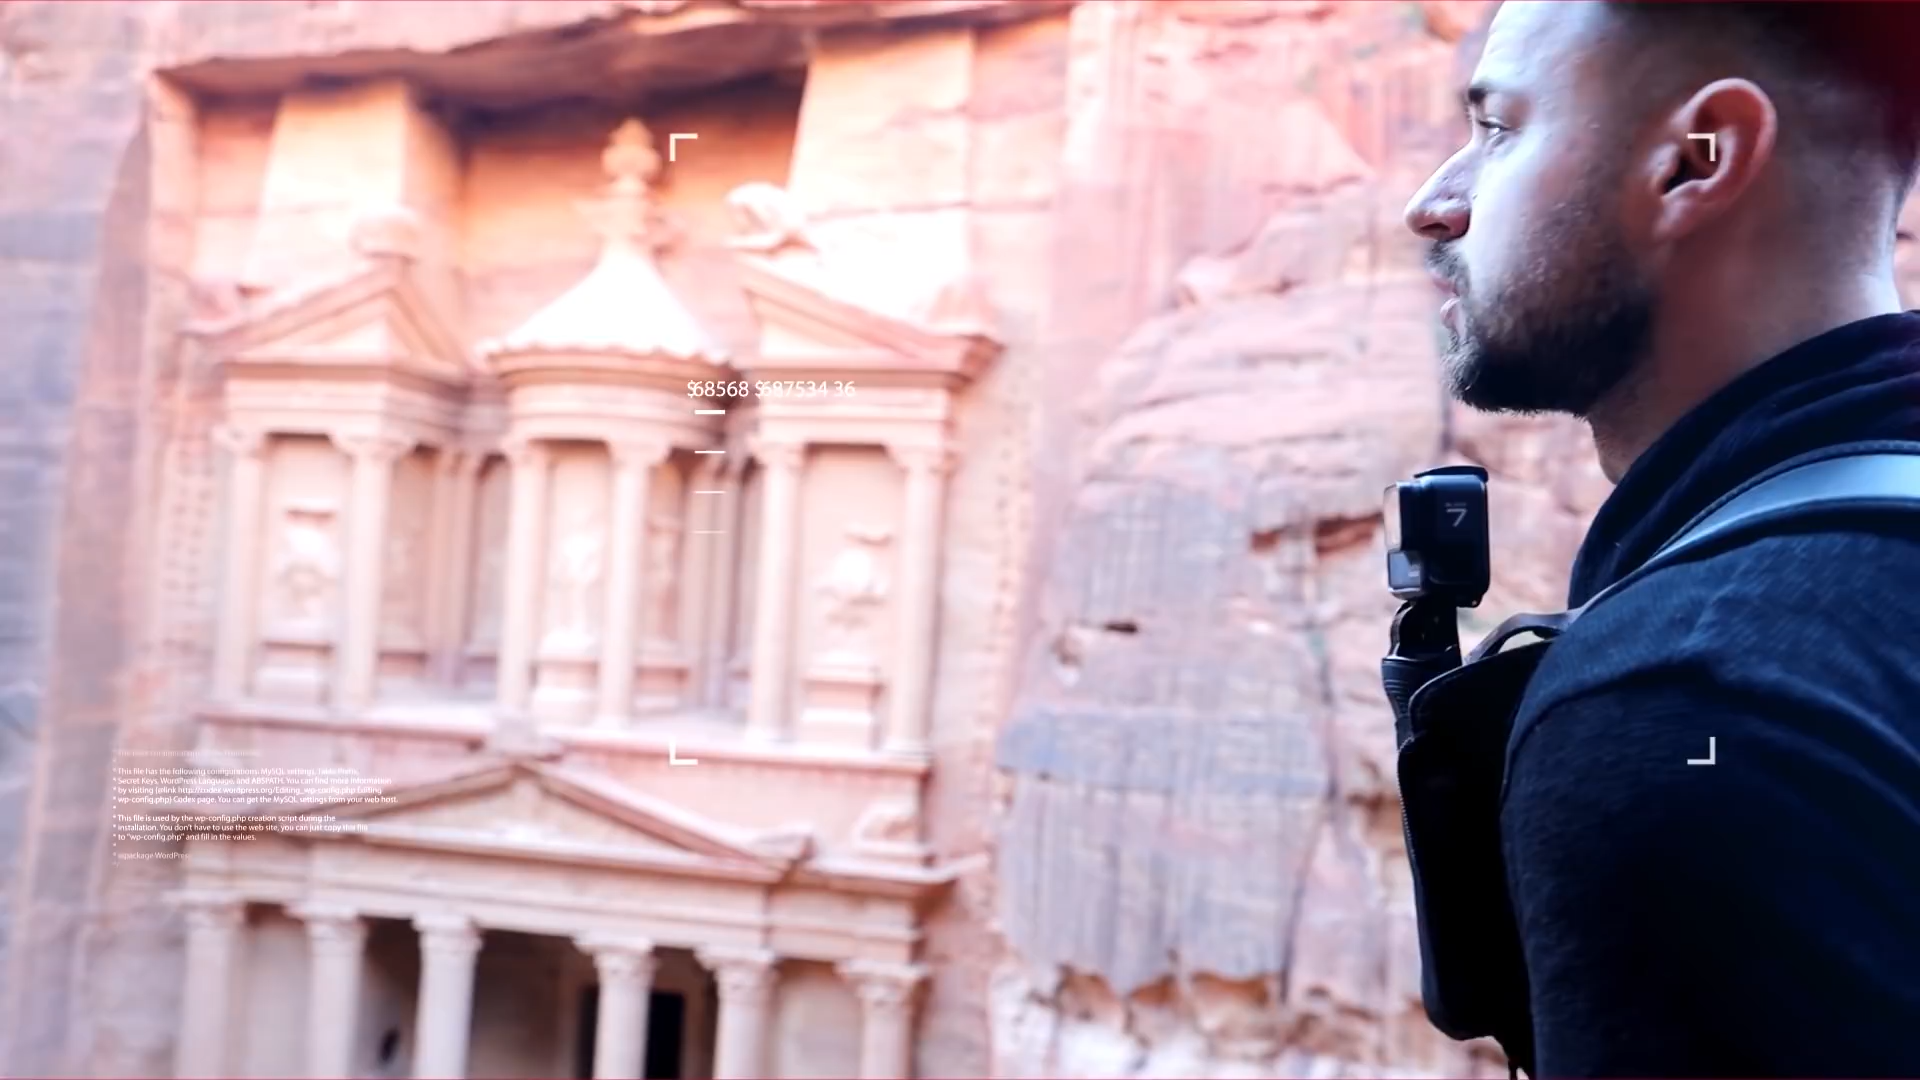 $68568 $687534 36
7
* This file has the following configurations: MySQL settings, Table Prefix,
* Secret Keys, WordPress Language, and ABSPATH. You can find more information
* by visiting {@link http://codex.wordpress.org/Editing_wp-config.php Editing
* wp-config.php} Codex page. You can get the MySQL settings from your web host.
*
* This file is used by the wp-config.php creation script during the
* installation. You don't have to use the web site, you can just copy this file
* to "wp-config.php" and fill in the values.
*
* @package WordPress